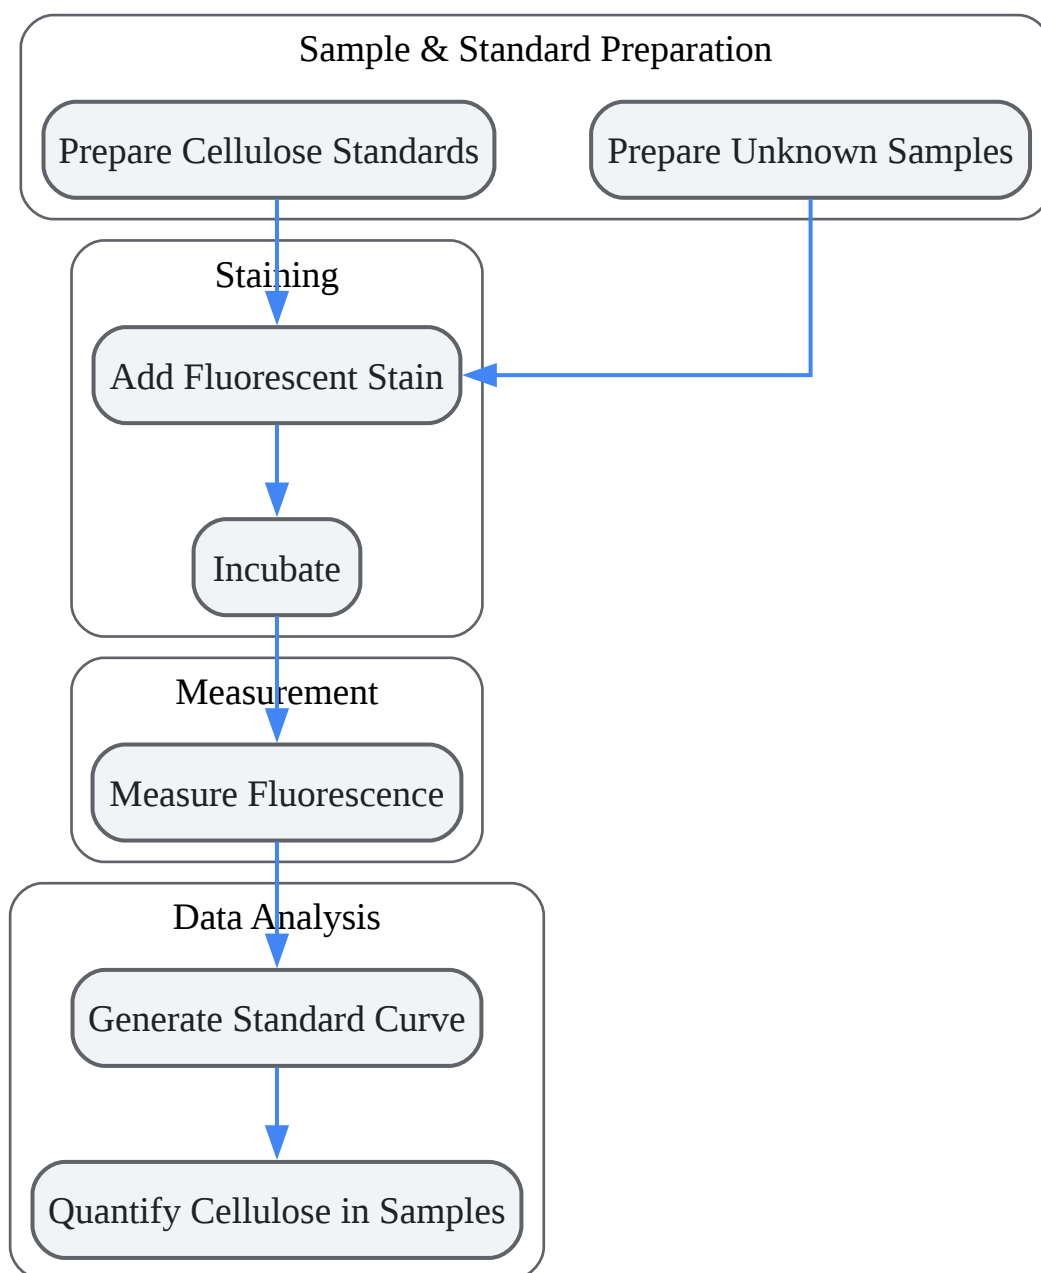 Sample & Standard Preparation
Prepare Cellulose Standards
Prepare Unknown Samples
Staining
Add Fluorescent Stain
Incubate
Measurement
Measure Fluorescence
Data Analysis
Generate Standard Curve
Quantify Cellulose in Samples